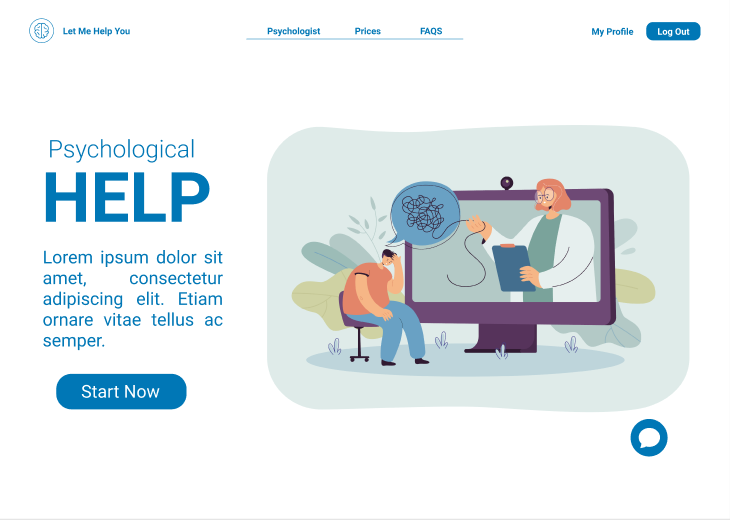 Let Me Help You
Psychologist
Prices
FAQS
My Profile
Log Out
Psychological
HELP
Lorem ipsum dolor sit
amet, consectetur
adipiscing elit. Etiam
ornare vitae tellus ac
semper.
Start Now